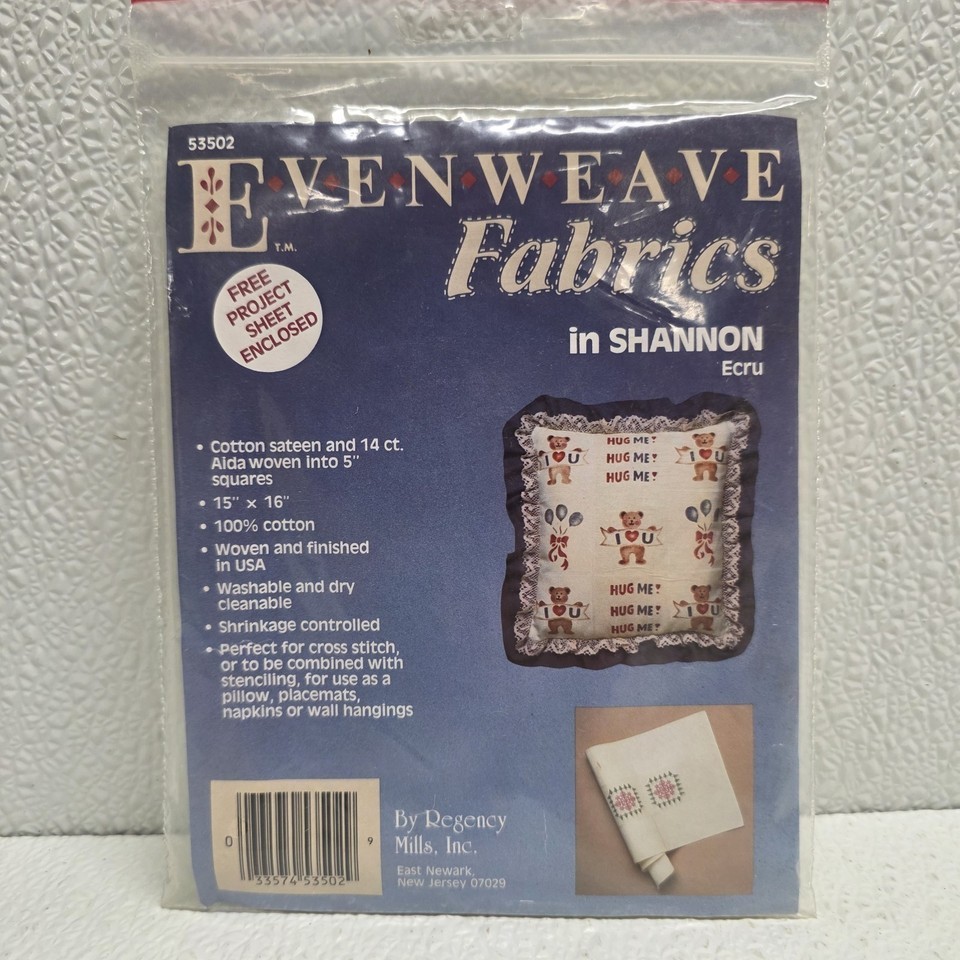 53502
EVENWEAVE
T.M.
Fabrics
FREE
PROJECT
SHEET
ENCLOSED
in SHANNON
Ecru
• Cotton sateen and 14 ct.
Aida woven into 5"
squares
• 15" x 16"
• 100% cotton
• Woven and finished
in USA
• Washable and dry
cleanable
• Shrinkage controlled
• Perfect for cross stitch,
or to be combined with
stenciling, for use as a
pillow, placemats,
napkins or wall hangings
HUG ME!
I ♥ U
HUG ME!
I ♥ U
HUG ME!
I ♥ U
HUG ME!
I ♥ U
HUG ME!
I ♥ U
HUG ME!
0 33574 53502 9
By Regency
Mills, Inc.
East Newark,
New Jersey 07029